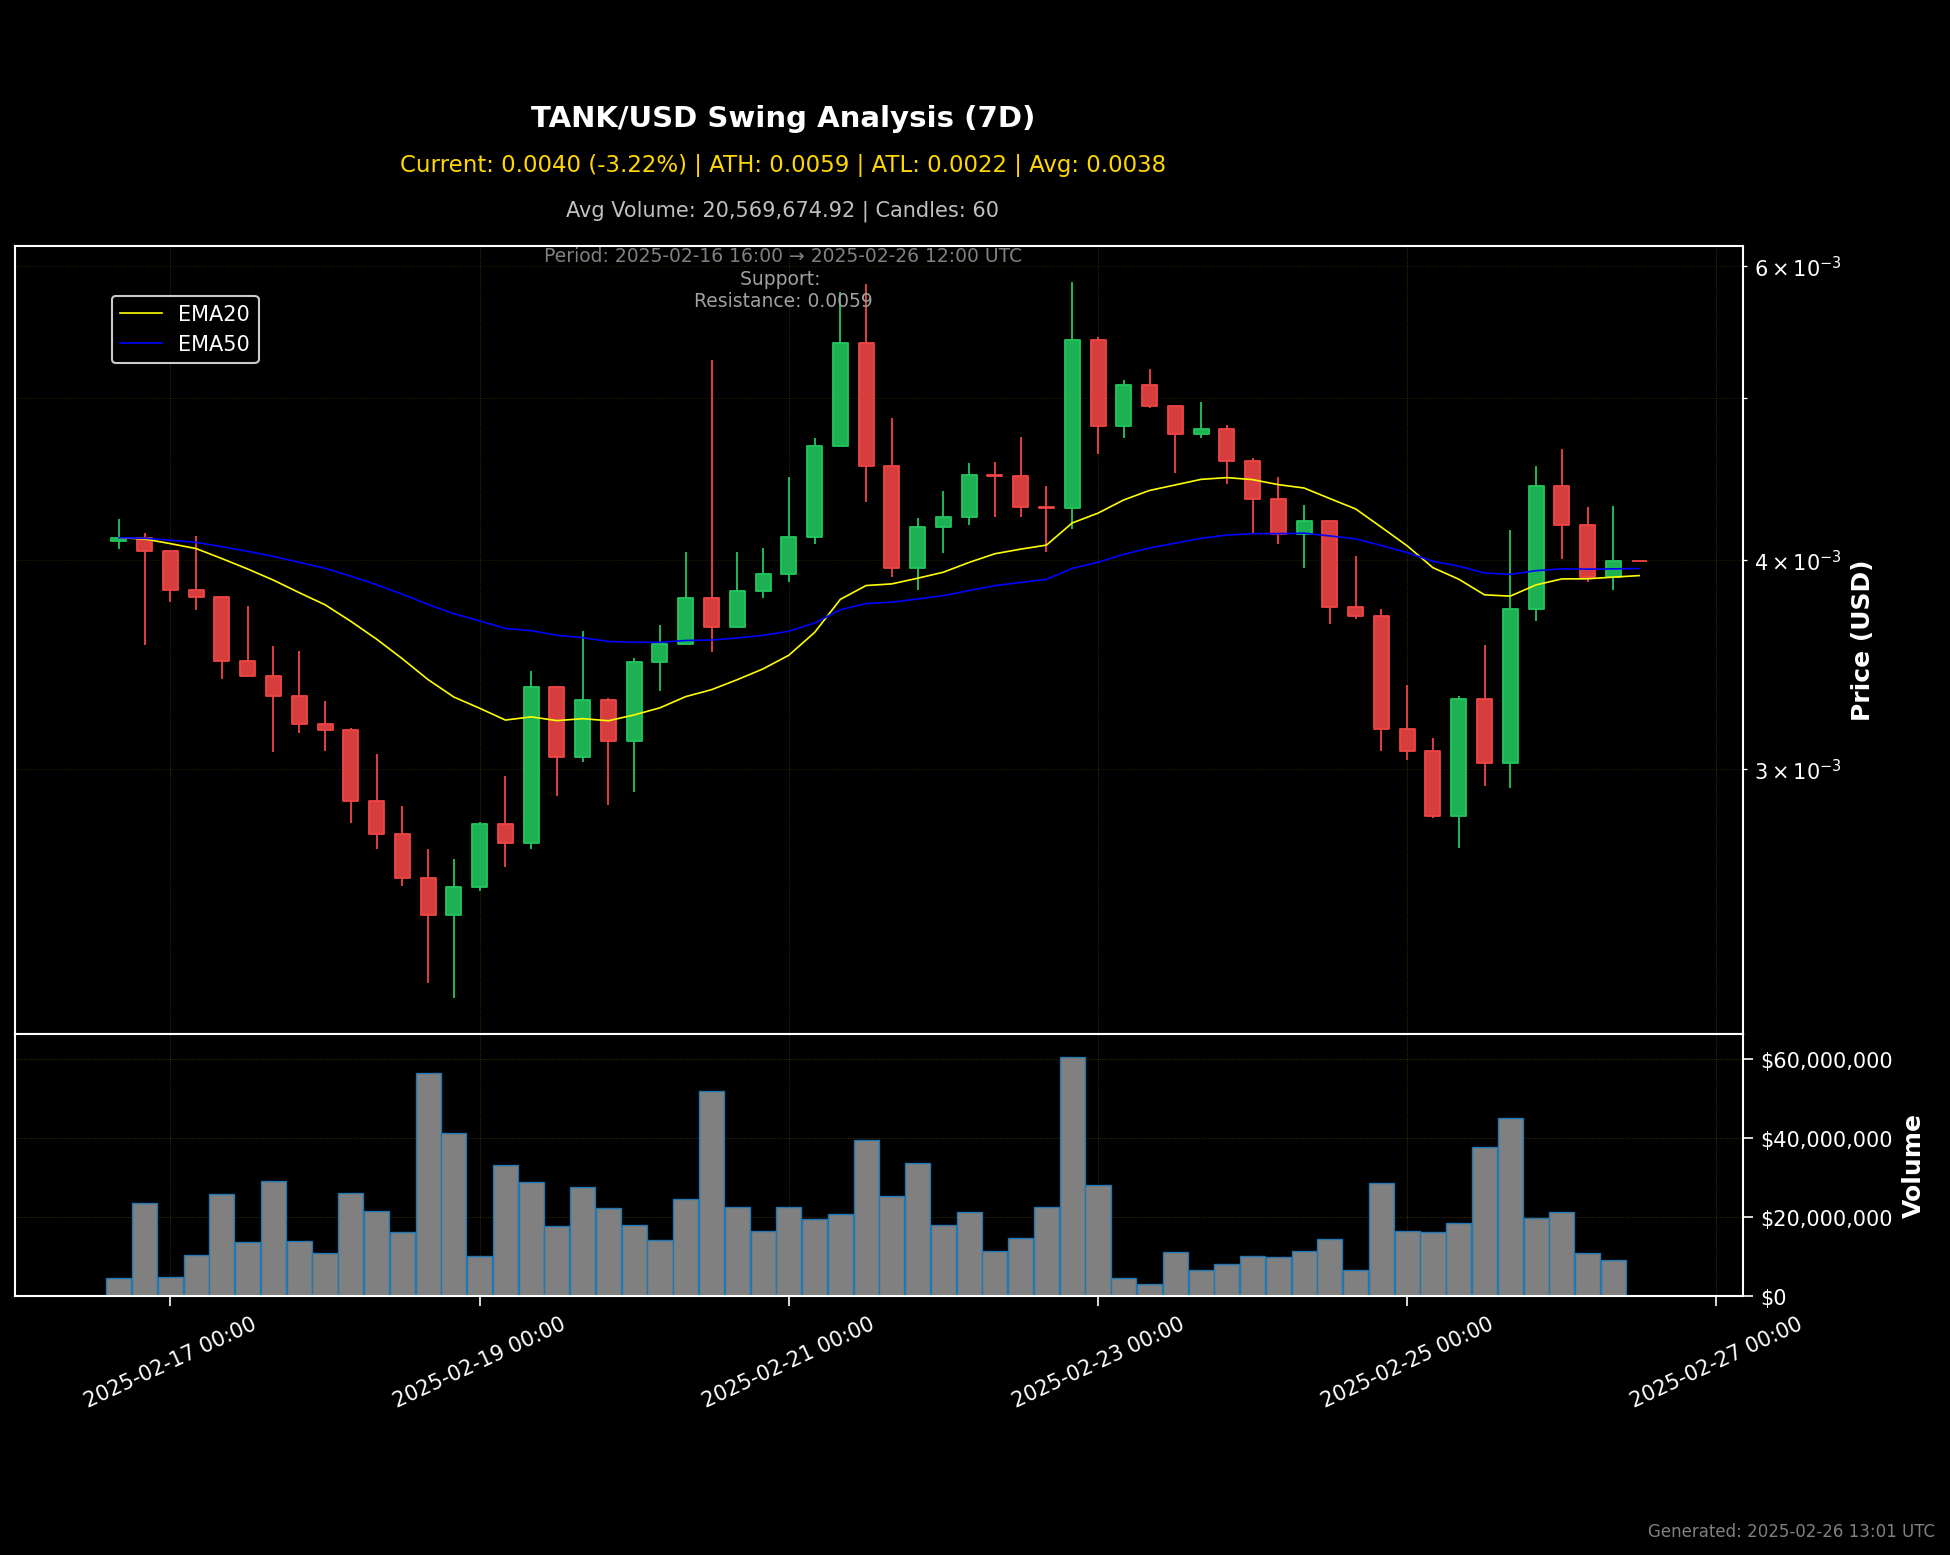 TANK/USD Swing Analysis (7D)
Current: 0.0040 (-3.22%) | ATH: 0.0059 | ATL: 0.0022 | Avg: 0.0038
Avg Volume: 20,569,674.92 | Candles: 60
Period: 2025-02-16 16:00 → 2025-02-26 12:00 UTC
Support:
Resistance: 0.0059
EMA20
EMA50
6 × 10⁻³
4 × 10⁻³
3 × 10⁻³
Price (USD)
$60,000,000
$40,000,000
$20,000,000
$0
Volume
2025-02-17 00:00
2025-02-19 00:00
2025-02-21 00:00
2025-02-23 00:00
2025-02-25 00:00
2025-02-27 00:00
Generated: 2025-02-26 13:01 UTC